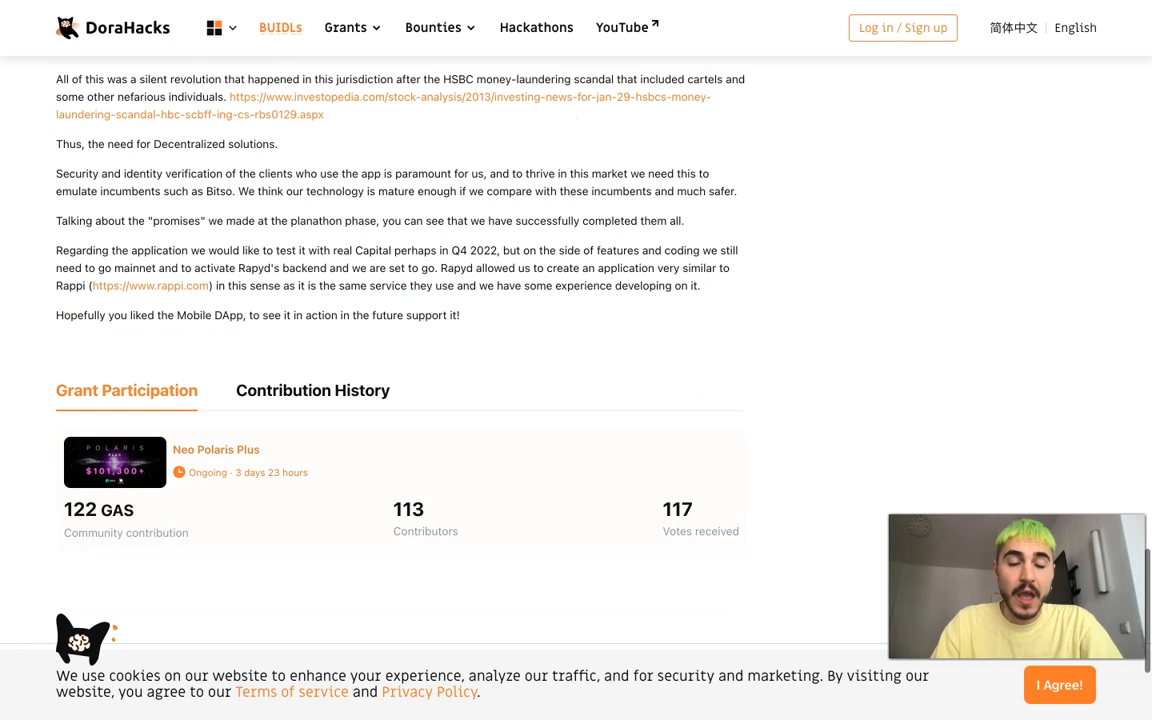 DoraHacks
BUIDLs
Grants
Bounties
Hackathons
YouTube
Log in / Sign up
简体中文 | English
All of this was a silent revolution that happened in this jurisdiction after the HSBC money-laundering scandal that included cartels and
some other nefarious individuals. https://www.investopedia.com/stock-analysis/2013/investing-news-for-jan-29-hsbcs-money-
laundering-scandal-hbc-scbff-ing-cs-rbs0129.aspx
Thus, the need for Decentralized solutions.
Security and identity verification of the clients who use the app is paramount for us, and to thrive in this market we need this to
emulate incumbents such as Bitso. We think our technology is mature enough if we compare with these incumbents and much safer.
Talking about the "promises" we made at the planathon phase, you can see that we have successfully completed them all.
Regarding the application we would like to test it with real Capital perhaps in Q4 2022, but on the side of features and coding we still
need to go mainnet and to activate Rapyd's backend and we are set to go. Rapyd allowed us to create an application very similar to
Rappi (https://www.rappi.com) in this sense as it is the same service they use and we have some experience developing on it.
Hopefully you liked the Mobile DApp, to see it in action in the future support it!
Grant Participation
Contribution History
POLARIS
PLUS
$101,300+
Neo Polaris Plus
Ongoing · 3 days 23 hours
122 GAS
113
117
Community contribution
Contributors
Votes received
We use cookies on our website to enhance your experience, analyze our traffic, and for security and marketing. By visiting our
website, you agree to our Terms of service and Privacy Policy.
I Agree!